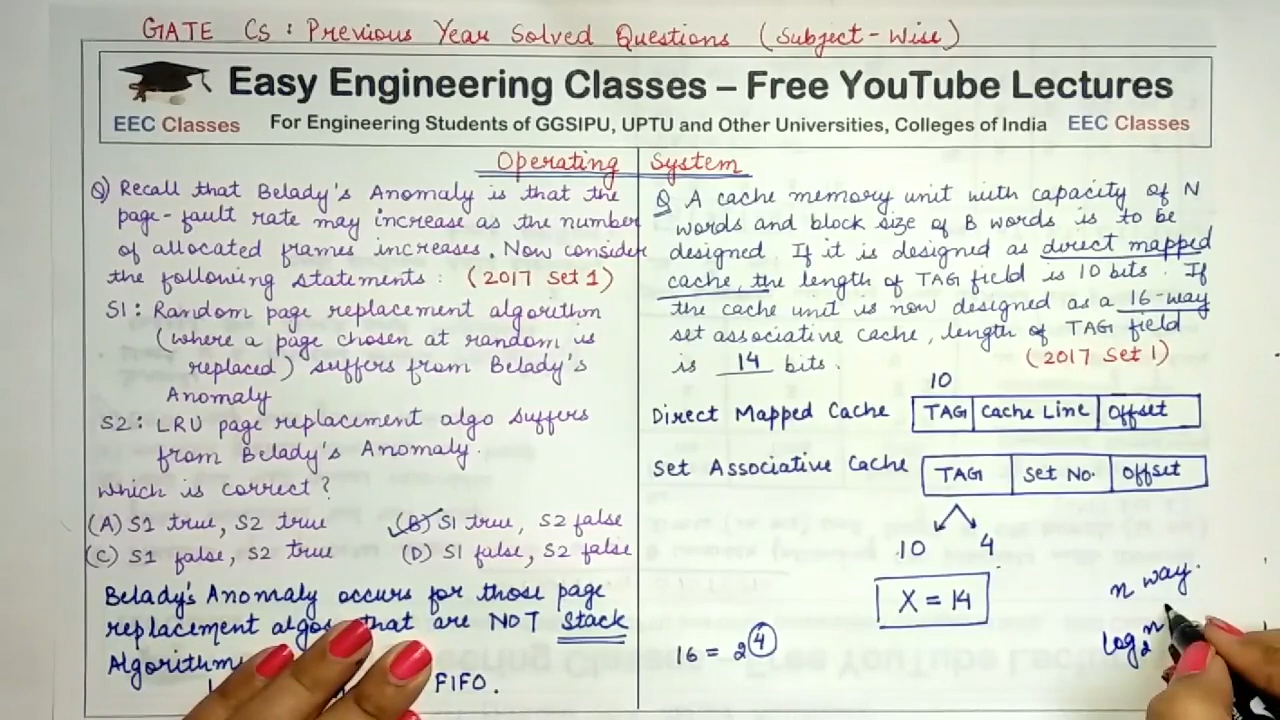 GATE CS : Previous Year Solved Questions (Subject-Wise)
Easy Engineering Classes – Free YouTube Lectures
EEC Classes For Engineering Students of GGSIPU, UPTU and Other Universities, Colleges of India EEC Classes
Operating System
Q) Recall that Belady's Anomaly is that the
page-fault rate may increase as the number
of allocated frames increases. Now consider
the following statements : (2017 Set 1)
S1: Random page replacement algorithm
(where a page chosen at random is
replaced) suffers from Belady's
Anomaly
S2: LRU page replacement algo suffers
from Belady's Anomaly.
Which is correct?
(A) S1 true, S2 true (B) S1 true, S2 false
(C) S1 false, S2 true (D) S1 false, S2 false
Belady's Anomaly occurs for those page
replacement algos that are NOT Stack
Algorithm
FIFO.
Q A cache memory unit with capacity of N
words and block size of B words is to be
designed. If it is designed as direct mapped
cache, the length of TAG field is 10 bits. If
the cache unit is now designed as a 16-way
set associative cache, length of TAG field
is 14 bits. (2017 Set 1)
10
Direct Mapped Cache TAG Cache Line Offset
Set Associative Cache TAG Set No. Offset
10 4
X = 14
16 = 2^4
n way.
log2 n